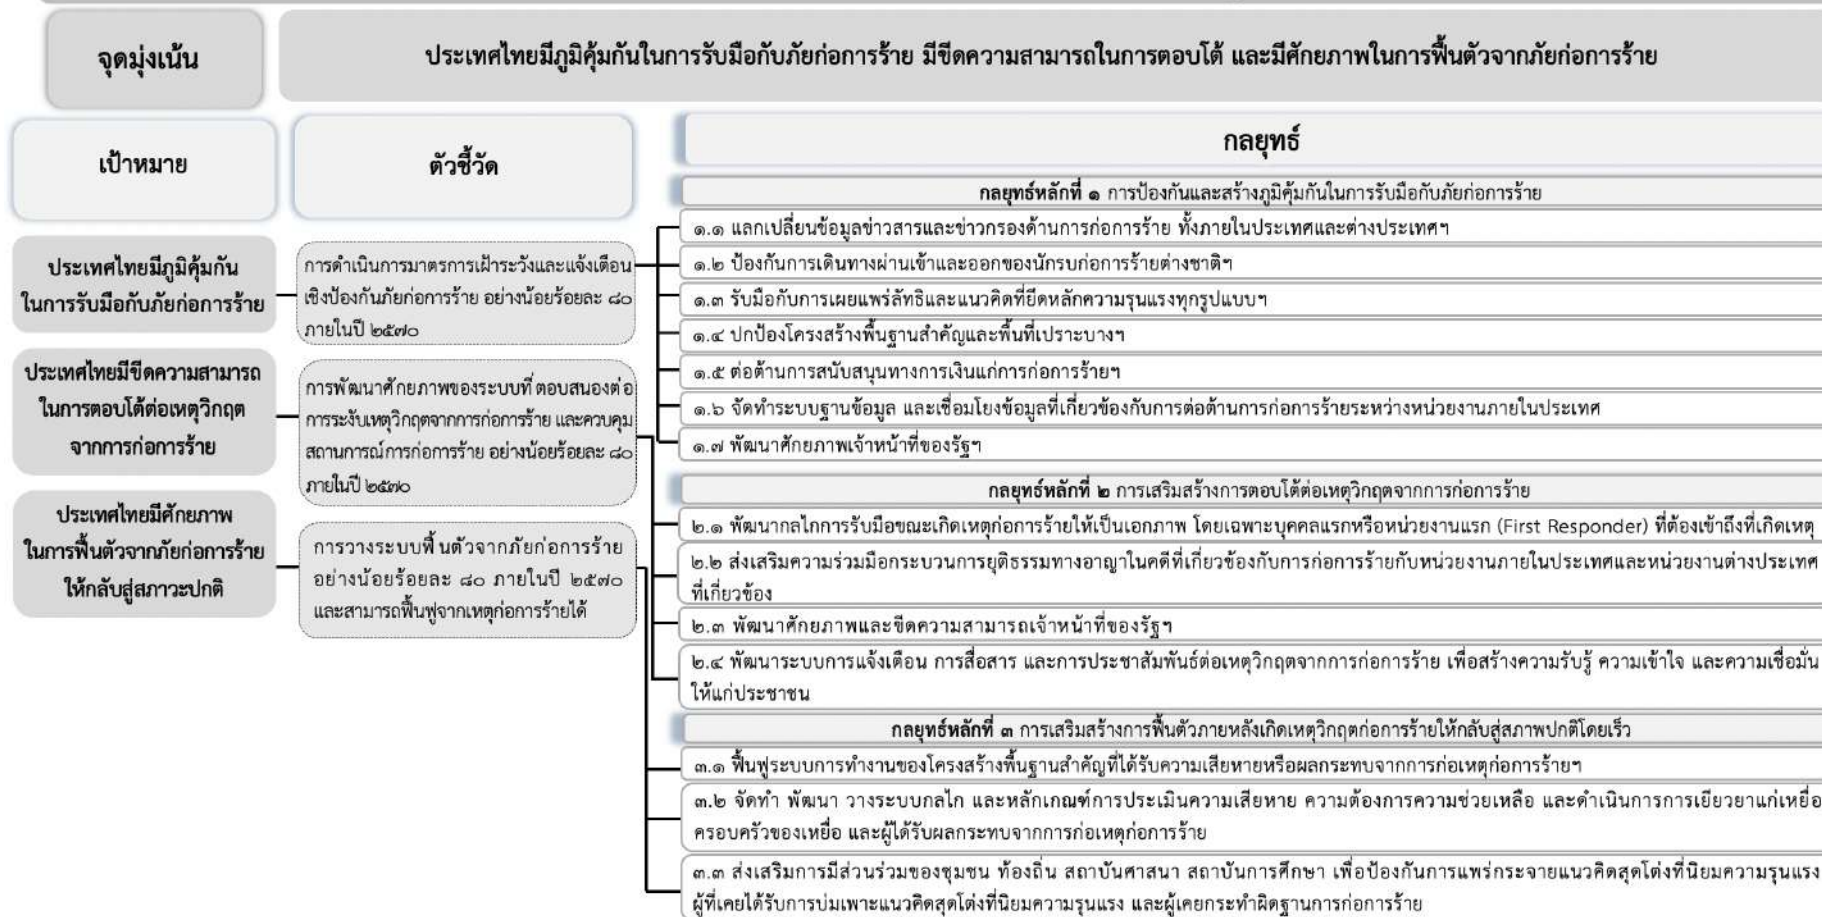 จุดมุ่งเน้น
ประเทศไทยมีภูมิคุ้มกันในการรับมือกับภัยก่อการร้าย มีขีดความสามารถในการตอบโต้ และมีศักยภาพในการฟื้นตัวจากภัยก่อการร้าย
เป้าหมาย
ตัวชี้วัด
กลยุทธ์
ประเทศไทยมีภูมิคุ้มกัน
ในการรับมือกับภัยก่อการร้าย
การดำเนินการมาตรการเฝ้าระวังและแจ้งเตือน
เชิงป้องกันภัยก่อการร้าย อย่างน้อยร้อยละ ๘๐
ภายในปี ๒๕๗๐
กลยุทธ์หลักที่ ๑ การป้องกันและสร้างภูมิคุ้มกันในการรับมือกับภัยก่อการร้าย
๑.๑ แลกเปลี่ยนข้อมูลข่าวสารและข่าวกรองด้านการก่อการร้าย ทั้งภายในประเทศและต่างประเทศฯ
๑.๒ ป้องกันการเดินทางผ่านเข้าและออกของนักรบก่อการร้ายต่างชาติฯ
๑.๓ รับมือกับการเผยแพร่ลัทธิและแนวคิดที่ยึดหลักความรุนแรงทุกรูปแบบฯ
๑.๔ ปกป้องโครงสร้างพื้นฐานสำคัญและพื้นที่เปราะบางฯ
๑.๕ ต่อต้านการสนับสนุนทางการเงินแก่การก่อการร้ายฯ
๑.๖ จัดทำระบบฐานข้อมูล และเชื่อมโยงข้อมูลที่เกี่ยวข้องกับการต่อต้านการก่อการร้ายระหว่างหน่วยงานภายในประเทศ
๑.๗ พัฒนาศักยภาพเจ้าหน้าที่ของรัฐฯ
ประเทศไทยมีขีดความสามารถ
ในการตอบโต้ต่อเหตุวิกฤต
จากการก่อการร้าย
การพัฒนาศักยภาพของระบบที่ตอบสนองต่อ
การระงับเหตุวิกฤตจากการก่อการร้าย และควบคุม
สถานการณ์การก่อการร้าย อย่างน้อยร้อยละ ๘๐
ภายในปี ๒๕๗๐
กลยุทธ์หลักที่ ๒ การเสริมสร้างการตอบโต้ต่อเหตุวิกฤตจากการก่อการร้าย
๒.๑ พัฒนากลไกการรับมือขณะเกิดเหตุก่อการร้ายให้เป็นเอกภาพ โดยเฉพาะบุคคลแรกหรือหน่วยงานแรก (First Responder) ที่ต้องเข้าถึงที่เกิดเหตุ
๒.๒ ส่งเสริมความร่วมมือกระบวนการยุติธรรมทางอาญาในคดีที่เกี่ยวข้องกับการก่อการร้ายกับหน่วยงานภายในประเทศและหน่วยงานต่างประเทศ
ที่เกี่ยวข้อง
๒.๓ พัฒนาศักยภาพและขีดความสามารถเจ้าหน้าที่ของรัฐฯ
๒.๔ พัฒนาระบบการแจ้งเตือน การสื่อสาร และการประชาสัมพันธ์ต่อเหตุวิกฤตจากการก่อการร้าย เพื่อสร้างความรับรู้ ความเข้าใจ และความเชื่อมั่น
ให้แก่ประชาชน
ประเทศไทยมีศักยภาพ
ในการฟื้นตัวจากภัยก่อการร้าย
ให้กลับสู่สภาวะปกติ
การวางระบบฟื้นตัวจากภัยก่อการร้าย
อย่างน้อยร้อยละ ๘๐ ภายในปี ๒๕๗๐
และสามารถฟื้นฟูจากเหตุก่อการร้ายได้
กลยุทธ์หลักที่ ๓ การเสริมสร้างการฟื้นตัวภายหลังเกิดเหตุวิกฤตก่อการร้ายให้กลับสู่สภาพปกติโดยเร็ว
๓.๑ ฟื้นฟูระบบการทำงานของโครงสร้างพื้นฐานสำคัญที่ได้รับความเสียหายหรือผลกระทบจากการก่อเหตุก่อการร้ายฯ
๓.๒ จัดทำ พัฒนา วางระบบกลไก และหลักเกณฑ์การประเมินความเสียหาย ความต้องการความช่วยเหลือ และดำเนินการการเยียวยาแก่เหยื่อ
ครอบครัวของเหยื่อ และผู้ได้รับผลกระทบจากการก่อเหตุก่อการร้าย
๓.๓ ส่งเสริมการมีส่วนร่วมของชุมชน ท้องถิ่น สถาบันศาสนา สถาบันการศึกษา เพื่อป้องกันการแพร่กระจายแนวคิดสุดโต่งที่นิยมความรุนแรง
ผู้ที่เคยได้รับการบ่มเพาะแนวคิดสุดโต่งที่นิยมความรุนแรง และผู้เคยกระทำผิดฐานการก่อการร้าย